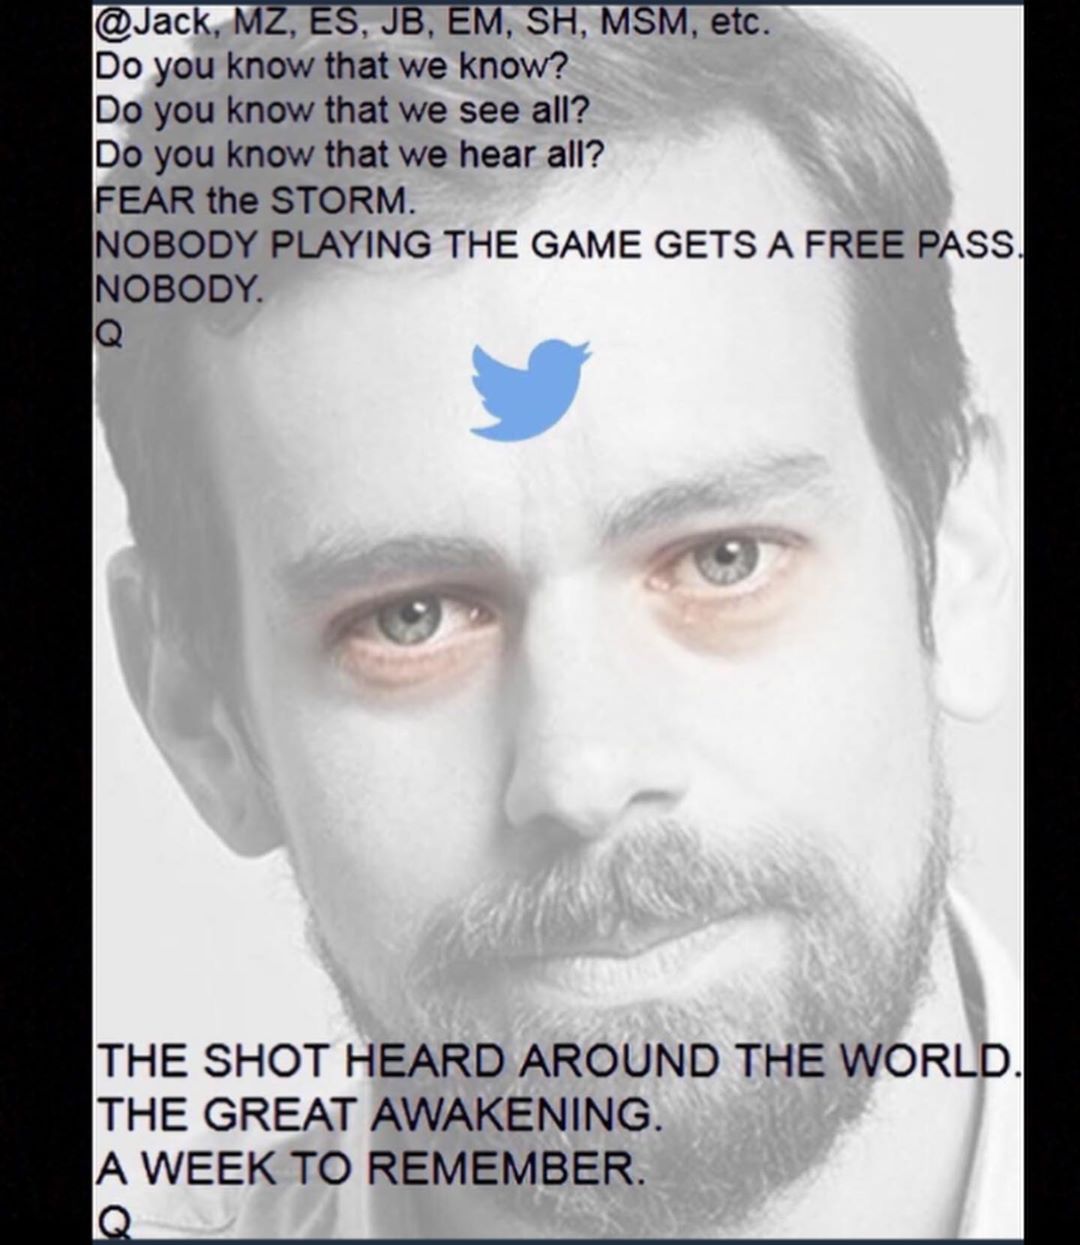 @Jack, MZ, ES, JB, EM, SH, MSM, etc.
Do you know that we know?
Do you know that we see all?
Do you know that we hear all?
FEAR the STORM.
NOBODY PLAYING THE GAME GETS A FREE PASS.
NOBODY.
Q
THE SHOT HEARD AROUND THE WORLD.
THE GREAT AWAKENING.
A WEEK TO REMEMBER.
Q